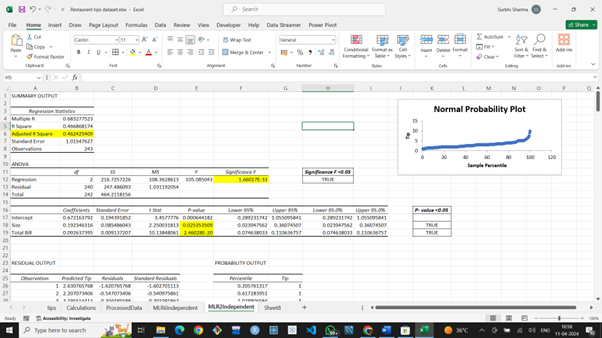 Restaurant tips dataset.xlsx - Excel
Search
Surbhi Sharma
File Home Insert Draw Page Layout Formulas Data Review View Developer Help Data Streamer Power Pivot
Share
Paste
Cut
Copy
Format Painter
Clipboard
Calibri 11
Font
Wrap Text
Merge & Center
Alignment
General
Number
Conditional Formatting
Format as Table
Cell Styles
Styles
Insert Delete Format
Cells
AutoSum
Fill
Clear
Sort & Filter
Find & Select
Editing
Add-ins
Add-ins
H5
A B C D E F G H I J K L M N O P Q
1 SUMMARY OUTPUT
2
3 Regression Statistics
4 Multiple R 0.683277523
5 R Square 0.466868174
6 Adjusted R Square 0.462425409
7 Standard Error 1.01547627
8 Observations 243
9
10 ANOVA
11 df SS MS F Significance F Significance F <0.05
12 Regression 2 216.7257226 108.3628613 105.085043 1.66017E-33 TRUE
13 Residual 240 247.486093 1.031192054
14 Total 242 464.2118156
15
16 Coefficients Standard Error t Stat P-value Lower 95% Upper 95% Lower 95.0% Upper 95.0% P- value <0.05
17 Intercept 0.672163792 0.194391852 3.4577776 0.000644182 0.289231742 1.055095841 0.289231742 1.055095841
18 Size 0.192346316 0.085486043 2.250031813 0.025353509 0.023947562 0.36074507 0.023947562 0.36074507 TRUE
19 Total Bill 0.092637395 0.009137207 10.13848061 2.46028E-20 0.074638033 0.110636757 0.074638033 0.110636757 TRUE
20
21
22
23 RESIDUAL OUTPUT PROBABILITY OUTPUT
24
25 Observation Predicted Tip Residuals Standard Residuals Percentile Tip
26 1 2.630765768 -1.620765768 -1.602701113 0.205761317 1
27 2 2.207073406 -0.547073406 -0.540975861 0.617283951 1
Normal Probability Plot
Tip
15
10
5
0
0 20 40 60 80 100 120
Sample Percentile
tips Calculations ProcessedData MLR6independent MLR2Independent Sheet8
Ready Accessibility: Investigate
100%
Type here to search
36°C
ENG
16:58
11-04-2024